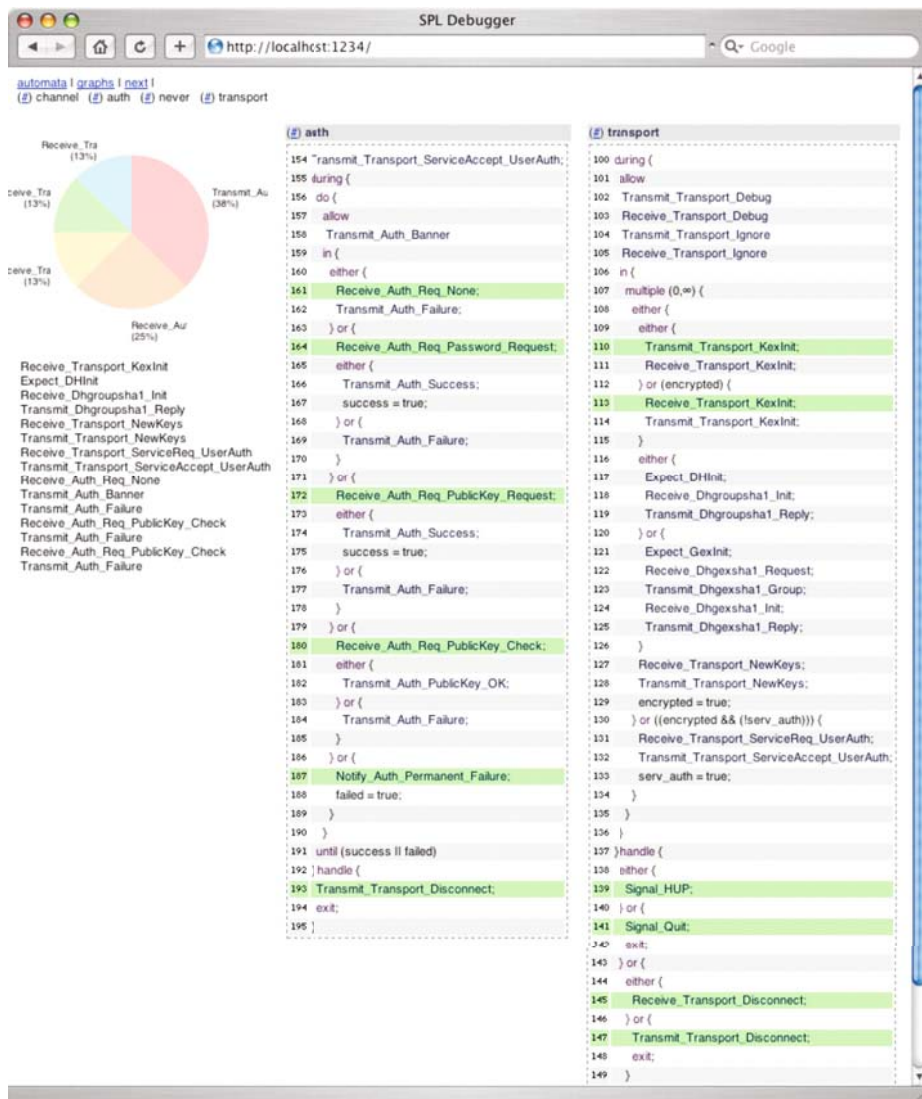 SPL Debugger
http://localhcst:1234/
Google
automata | graphs | next |
(#) channel (#) auth (#) never (#) transport
Receive_Tra
(13%)
ceive_Tra
(13%)
Transmit_Au
(38%)
ceive_Tra
(13%)
Receive_Au
(25%)
Receive_Transport_KexInit
Expect_DHInit
Receive_Dhgroupsha1_Init
Transmit_Dhgroupsha1_Reply
Receive_Transport_NewKeys
Transmit_Transport_NewKeys
Receive_Transport_ServiceReq_UserAuth
Transmit_Transport_ServiceAccept_UserAuth
Receive_Auth_Req_None
Transmit_Auth_Banner
Transmit_Auth_Failure
Receive_Auth_Req_PublicKey_Check
Transmit_Auth_Failure
Receive_Auth_Req_PublicKey_Check
Transmit_Auth_Failure
(#) auth
154 Transmit_Transport_ServiceAccept_UserAuth;
155 during {
156 do {
157 allow
158 Transmit_Auth_Banner
159 in {
160 either {
161 Receive_Auth_Req_None;
162 Transmit_Auth_Failure;
163 } or {
164 Receive_Auth_Req_Password_Request;
165 either {
166 Transmit_Auth_Success;
167 success = true;
168 } or {
169 Transmit_Auth_Failure;
170 }
171 } or {
172 Receive_Auth_Req_PublicKey_Request;
173 either {
174 Transmit_Auth_Success;
175 success = true;
176 } or {
177 Transmit_Auth_Failure;
178 }
179 } or {
180 Receive_Auth_Req_PublicKey_Check;
181 either {
182 Transmit_Auth_PublicKey_OK;
183 } or {
184 Transmit_Auth_Failure;
185 }
186 } or {
187 Notify_Auth_Permanent_Failure;
188 failed = true;
189 }
190 }
191 until (success || failed)
192 } handle {
193 Transmit_Transport_Disconnect;
194 exit;
195 }
(#) transport
100 during {
101 allow
102 Transmit_Transport_Debug
103 Receive_Transport_Debug
104 Transmit_Transport_Ignore
105 Receive_Transport_Ignore
106 in {
107 multiple (0,∞) {
108 either {
109 either {
110 Transmit_Transport_KexInit;
111 Receive_Transport_KexInit;
112 } or (encrypted) {
113 Receive_Transport_KexInit;
114 Transmit_Transport_KexInit;
115 }
116 either {
117 Expect_DHInit;
118 Receive_Dhgroupsha1_Init;
119 Transmit_Dhgroupsha1_Reply;
120 } or {
121 Expect_GexInit;
122 Receive_Dhgexsha1_Request;
123 Transmit_Dhgexsha1_Group;
124 Receive_Dhgexsha1_Init;
125 Transmit_Dhgexsha1_Reply;
126 }
127 Receive_Transport_NewKeys;
128 Transmit_Transport_NewKeys;
129 encrypted = true;
130 } or ((encrypted && (!serv_auth))) {
131 Receive_Transport_ServiceReq_UserAuth;
132 Transmit_Transport_ServiceAccept_UserAuth;
133 serv_auth = true;
134 }
135 }
136 }
137 }handle {
138 either {
139 Signal_HUP;
140 } or {
141 Signal_Quit;
142 exit;
143 } or {
144 either {
145 Receive_Transport_Disconnect;
146 } or {
147 Transmit_Transport_Disconnect;
148 exit;
149 }